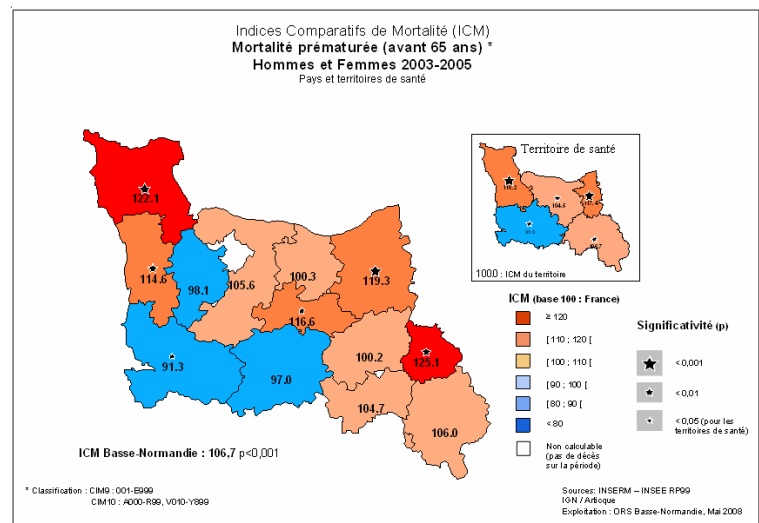 Indices Comparatifs de Mortalité (ICM)
Mortalité prématurée (avant 65 ans) *
Hommes et Femmes 2003-2005
Pays et territoires de santé
122.1
114.6
98.1
105.6
100.3
119.3
116.6
91.3
97.0
100.2
125.1
104.7
106.0
Territoire de santé
104.6
100.0 : ICM du territoire
ICM (base 100 : France)
≥ 120
[110 ; 120 [
[100 ; 110 [
[90 ; 100 [
[80 ; 90 [
< 80
Non calculable
(pas de décès
sur la période)
Significativité (p)
<0,001
<0,01
<0,05 (pour les
territoires de santé)
ICM Basse-Normandie : 106,7 p<0,001
* Classification : CIM9 : 001-E999
CIM10 : A000-R99, V010-Y899
Sources: INSERM – INSEE RP99
IGN / Articque
Exploitation : ORS Basse-Normandie, Mai 2008